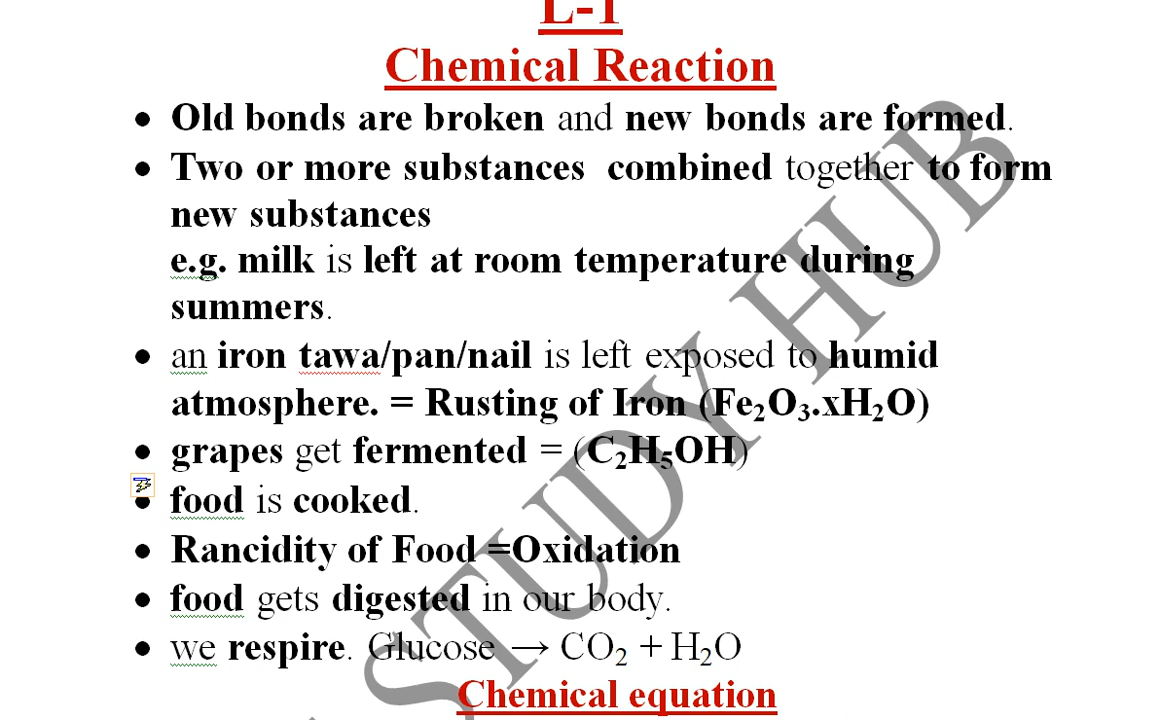 L-1
Chemical Reaction
• Old bonds are broken and new bonds are formed.
• Two or more substances combined together to form
new substances
e.g. milk is left at room temperature during
summers.
• an iron tawa/pan/nail is left exposed to humid
atmosphere. = Rusting of Iron (Fe₂O₃.xH₂O)
• grapes get fermented = (C₂H₅OH)
• food is cooked.
• Rancidity of Food =Oxidation
• food gets digested in our body.
• we respire. Glucose → CO₂ + H₂O
Chemical equation
STUDY HUB